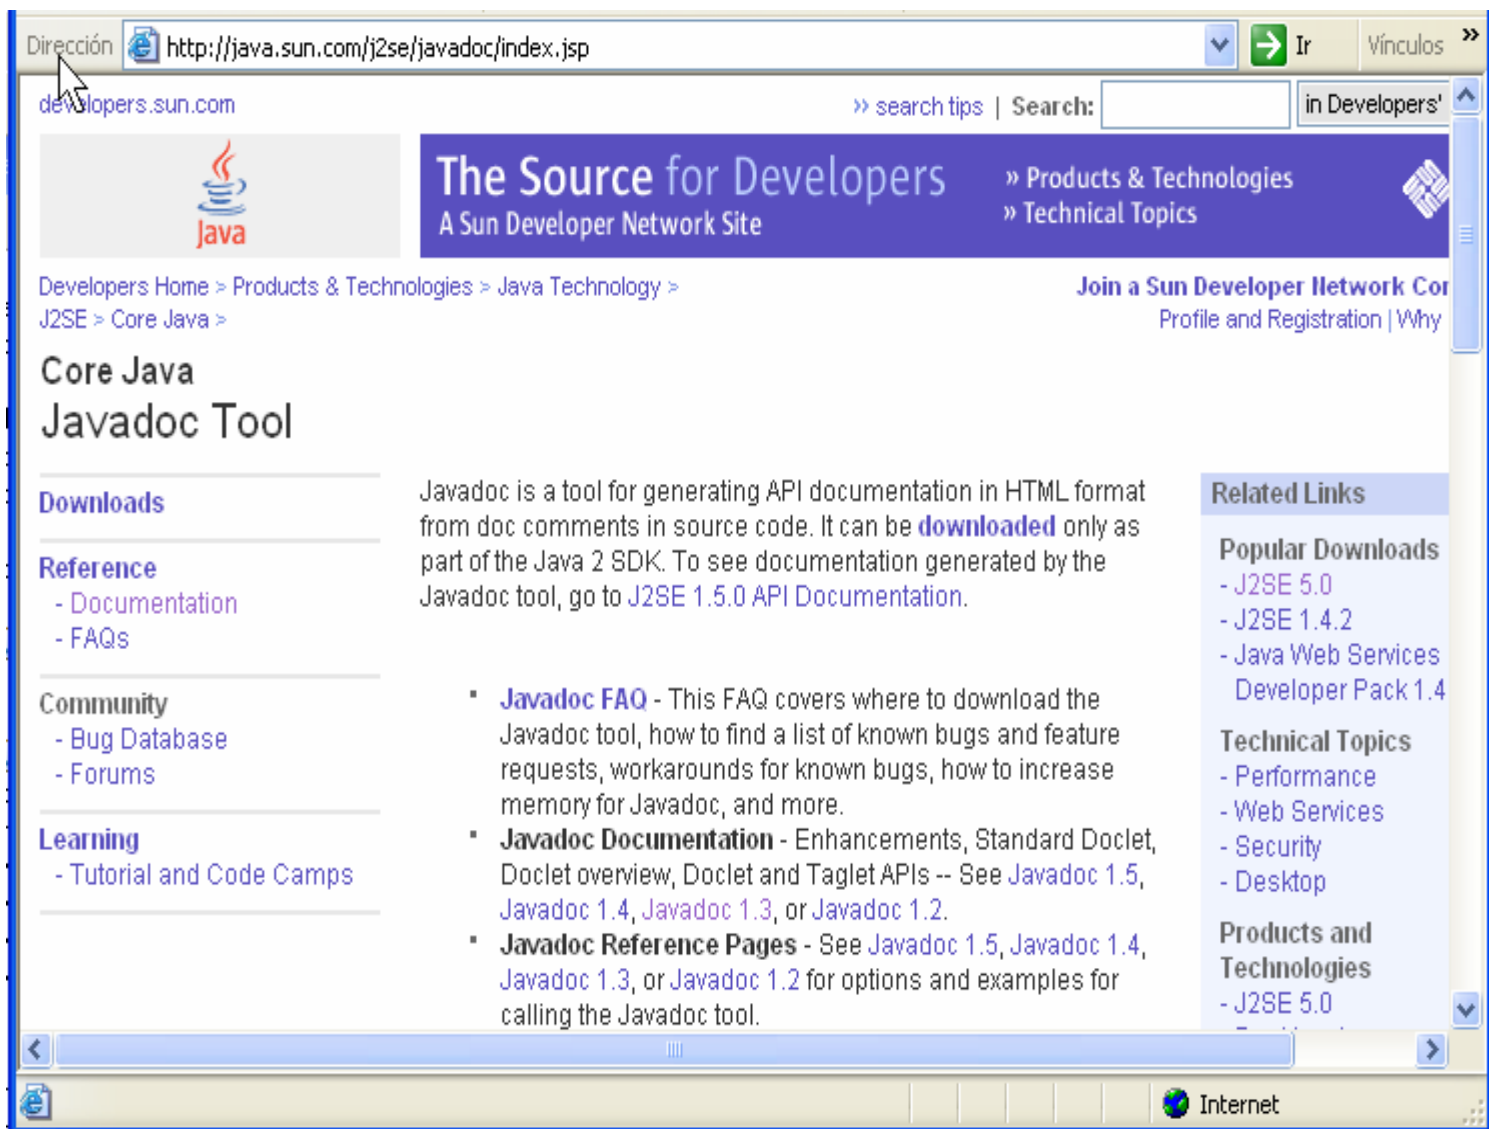 Dirección http://java.sun.com/j2se/javadoc/index.jsp Ir Vínculos »
developers.sun.com » search tips | Search: in Developers'
Java
The Source for Developers
A Sun Developer Network Site
» Products & Technologies
» Technical Topics
Developers Home > Products & Technologies > Java Technology >
J2SE > Core Java >
Join a Sun Developer Network Cor
Profile and Registration | Why
Core Java
Javadoc Tool
Downloads
Reference
- Documentation
- FAQs
Community
- Bug Database
- Forums
Learning
- Tutorial and Code Camps
Javadoc is a tool for generating API documentation in HTML format
from doc comments in source code. It can be downloaded only as
part of the Java 2 SDK. To see documentation generated by the
Javadoc tool, go to J2SE 1.5.0 API Documentation.
▪ Javadoc FAQ - This FAQ covers where to download the
Javadoc tool, how to find a list of known bugs and feature
requests, workarounds for known bugs, how to increase
memory for Javadoc, and more.
▪ Javadoc Documentation - Enhancements, Standard Doclet,
Doclet overview, Doclet and Taglet APIs -- See Javadoc 1.5,
Javadoc 1.4, Javadoc 1.3, or Javadoc 1.2.
▪ Javadoc Reference Pages - See Javadoc 1.5, Javadoc 1.4,
Javadoc 1.3, or Javadoc 1.2 for options and examples for
calling the Javadoc tool.
Related Links
Popular Downloads
- J2SE 5.0
- J2SE 1.4.2
- Java Web Services
Developer Pack 1.4
Technical Topics
- Performance
- Web Services
- Security
- Desktop
Products and
Technologies
- J2SE 5.0
Internet